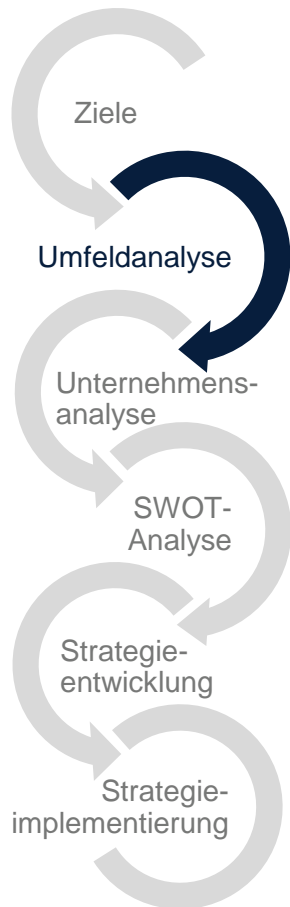 Ziele
Umfeldanalyse
Unternehmens-
analyse
SWOT-
Analyse
Strategie-
entwicklung
Strategie-
implementierung